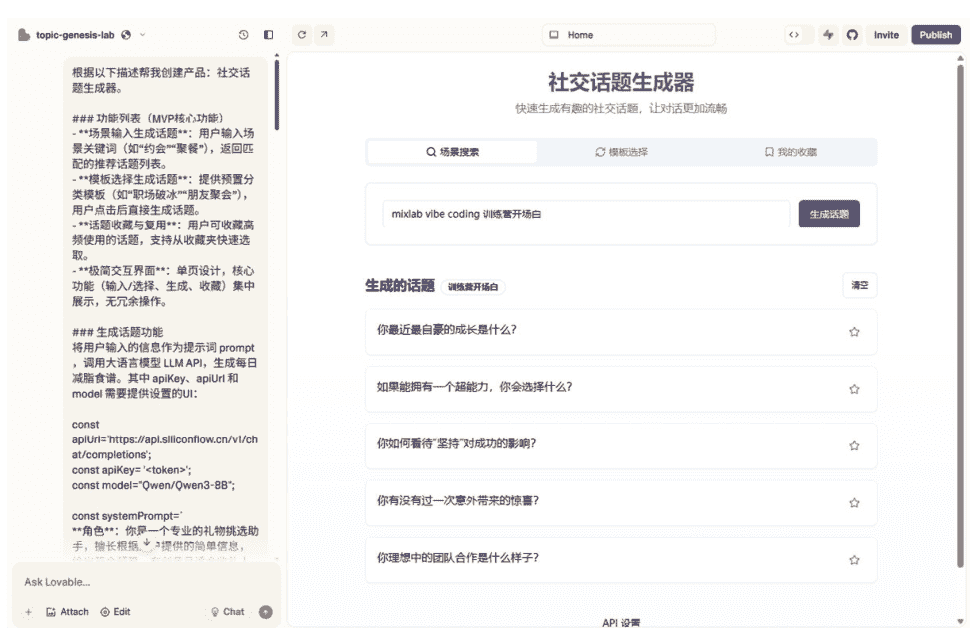 topic-genesis-lab
Home
Invite
Publish
根据以下描述帮我创建产品：社交话
题生成器。
### 功能列表（MVP核心功能）
- **场景输入生成话题**：用户输入场
景关键词（如“约会”“聚餐”），返回匹
配的推荐话题列表。
- **模板选择生成话题**：提供预置分
类模板（如“职场破冰”“朋友聚会”），
用户点击后直接生成话题。
- **话题收藏与复用**：用户可收藏高
频使用的话题，支持从收藏夹快速选
取。
- **极简交互界面**：单页设计，核心
功能（输入/选择、生成、收藏）集中
展示，无冗余操作。
### 生成话题功能
将用户输入的信息作为提示词 prompt
，调用大语言模型 LLM API，生成每日
减脂食谱。其中 apiKey、apiUrl 和
model 需要提供设置的UI：
const
apiUrl='https://api.siliconflow.cn/v1/ch
at/completions';
const apiKey= '<token>';
const model="Qwen/Qwen3-8B";
const systemPrompt=`
**角色**：你是一个专业的礼物挑选助
手，擅长根据 提供的简单信息，
Ask Lovable...
Attach
Edit
Chat
社交话题生成器
快速生成有趣的社交话题，让对话更加流畅
场景搜索
模板选择
我的收藏
mixlab vibe coding 训练营开场白
生成话题
生成的话题
训练营开场白
清空
你最近最自豪的成长是什么？
如果能拥有一个超能力，你会选择什么？
你如何看待"坚持"对成功的影响？
你有没有过一次意外带来的惊喜？
你理想中的团队合作是什么样子？
API 设置